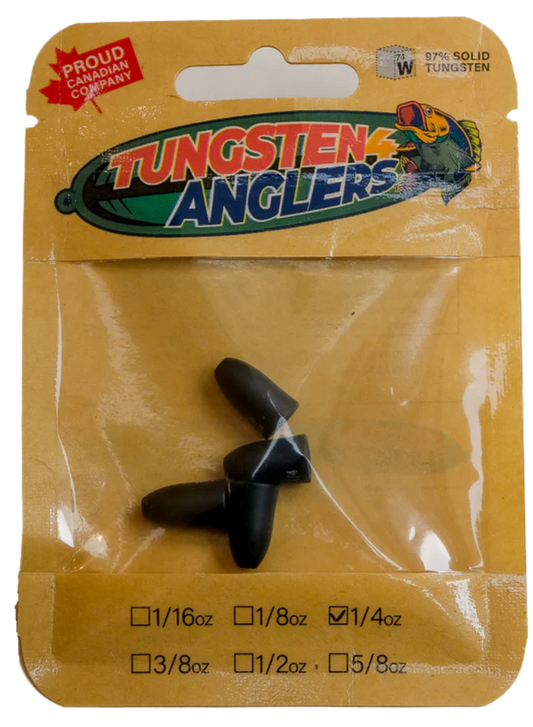 PROUD
CANADIAN
COMPANY
74
W
97% SOLID
TUNGSTEN
TUNGSTEN4
ANGLERS
☐1/16oz ☐1/8oz ☑1/4oz
☐3/8oz ☐1/2oz ☐5/8oz